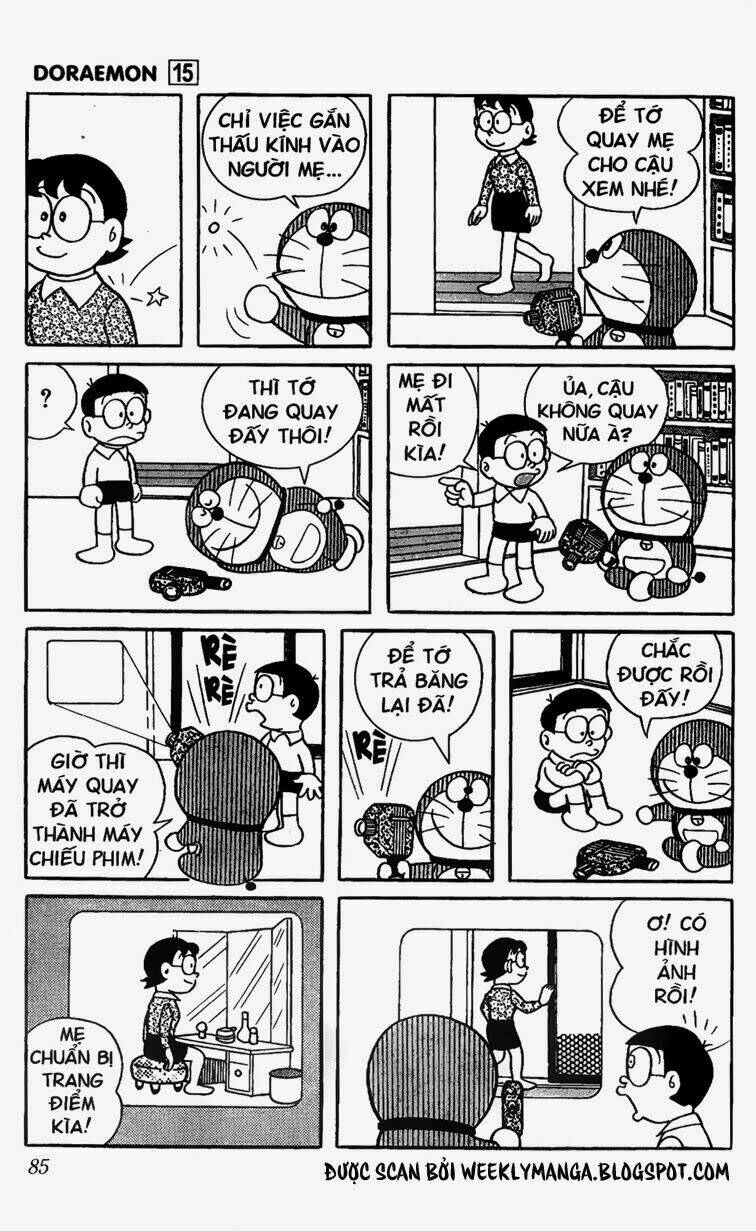 DORAEMON 15
ĐỂ TỚ
QUAY MẸ
CHO CẬU
XEM NHÉ!
CHỈ VIỆC GẮN
THẤU KÍNH VÀO
NGƯỜI MẸ...
ỦA, CẬU
KHÔNG QUAY
NỮA À?
MẸ ĐI
MẤT
RỒI
KÌA!
THÌ TỚ
ĐANG QUAY
ĐẤY THÔI!
?
CHẮC
ĐƯỢC RỒI
ĐẤY!
ĐỂ TỚ
TRẢ BĂNG
LẠI ĐÃ!
RÈ
RÈ
RÈ
GIỜ THÌ
MÁY QUAY
ĐÃ TRỞ
THÀNH MÁY
CHIẾU PHIM!
Ơ! CÓ
HÌNH
ẢNH
RỒI!
MẸ
CHUẨN BỊ
TRANG
ĐIỂM
KÌA!
85
ĐƯỢC SCAN BỞI WEEKLYMANGA.BLOGSPOT.COM